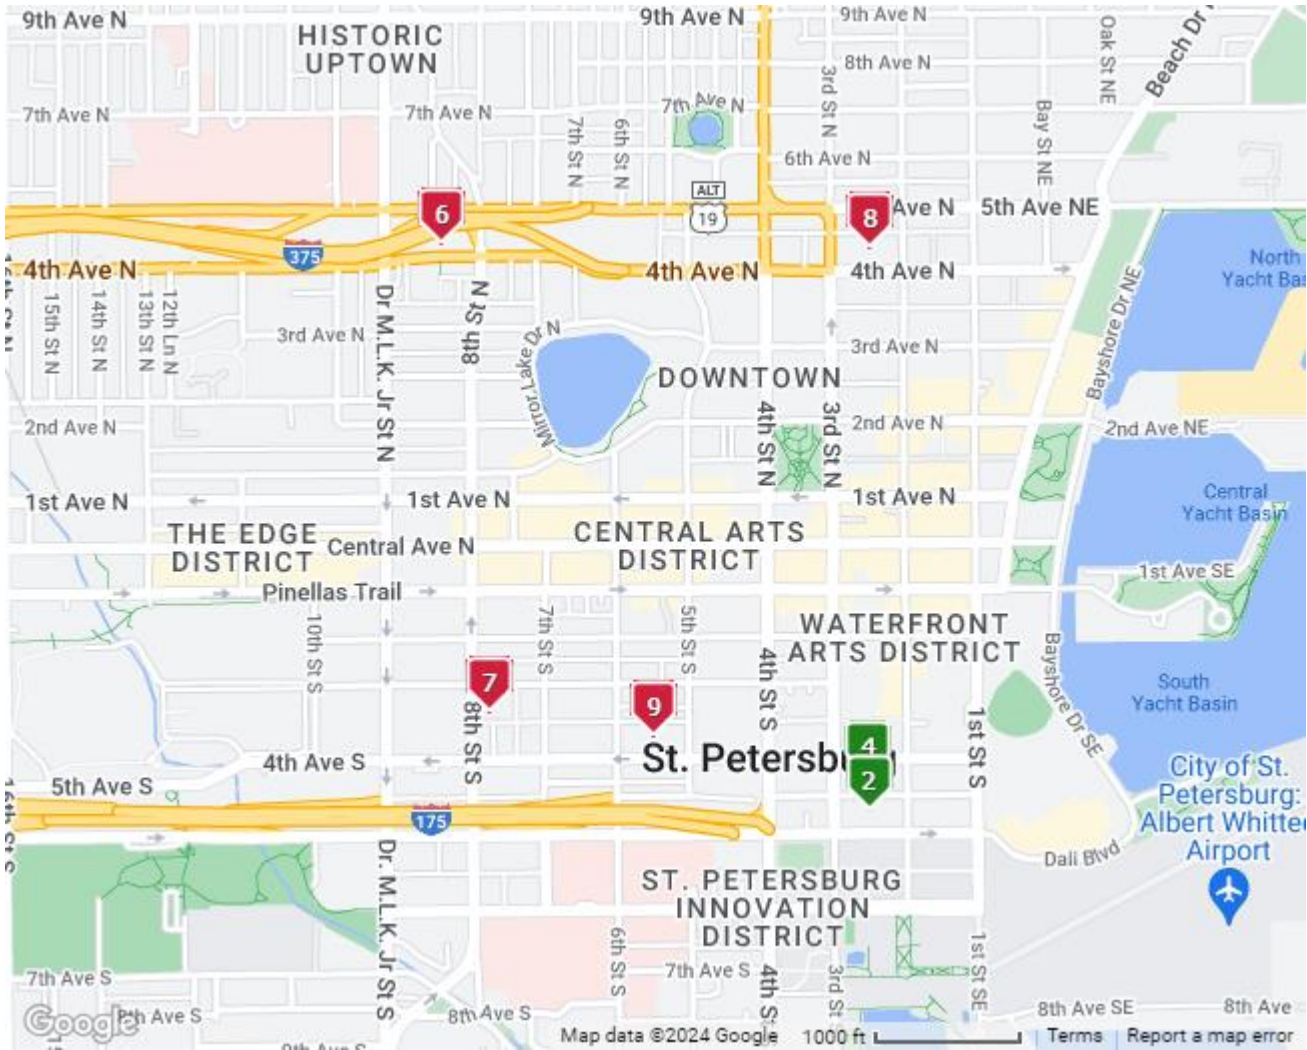 9th Ave N
9th Ave N
9th Ave N
HISTORIC
UPTOWN
Oak St NE
Beach Dr
8th Ave N
3rd St N
7th Ave N
7th Ave N
7th Ave N
7th St N
6th St N
Bay St NE
6th Ave N
ALT
19
6
8
Ave N
5th Ave NE
375
4th Ave N
4th Ave N
4th Ave N
North
Yacht Bas
15th St N
14th St N
13th St N
12th Ln N
Dr M.L.K. Jr St N
8th St N
3rd Ave N
Mirror Lake Dr N
3rd Ave N
Bayshore Dr NE
DOWNTOWN
4th St N
3rd St N
2nd Ave N
2nd Ave N
2nd Ave NE
1st Ave N
1st Ave N
1st Ave N
Central
Yacht Basin
THE EDGE
DISTRICT
Central Ave N
CENTRAL ARTS
DISTRICT
1st Ave SE
Pinellas Trail
10th St S
7th St S
5th St S
WATERFRONT
ARTS DISTRICT
4th St S
Bayshore Dr SE
7
9
8th St S
1st St S
South
Yacht Basin
4
2
St. Petersbu
4th Ave S
5th Ave S
16th St S
175
City of St.
Petersburg:
Albert Whitted
Airport
Dali Blvd
Dr. M.L.K. Jr St S
ST. PETERSBURG
INNOVATION
DISTRICT
6th St S
7th Ave S
7th Ave S
4th St S
3rd St S
1st St SE
8th Ave S
8th Ave S
8th Ave SE
8th Ave
Google
9th Ave S
Map data ©2024 Google
1000 ft
Terms
Report a map error